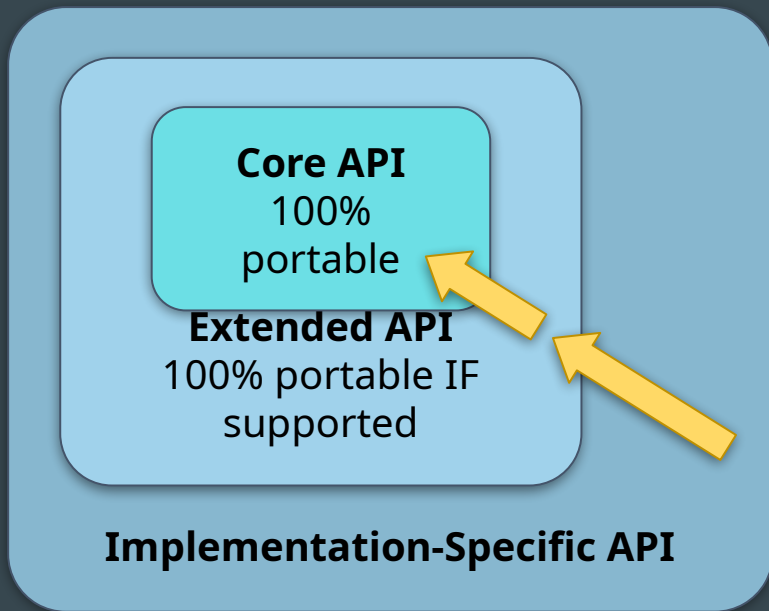 Core API
100%
portable
Extended API
100% portable IF
supported
Implementation-Specific API